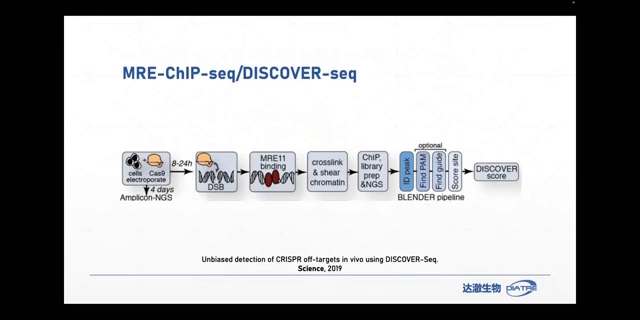 MRE-ChIP-seq/DISCOVER-seq
cells + Cas9
electroporate
8-24h
4 days
Amplicon-NGS
DSB
MRE11
binding
crosslink
& shear
chromatin
ChIP,
library
prep
&NGS
optional
ID peak
Find PAM
Find guide
Score site
BLENDER pipeline
DISCOVER
score
Unbiased detection of CRISPR off-targets in vivo using DISCOVER-Seq.
Science, 2019
达澈生物 DIATRE